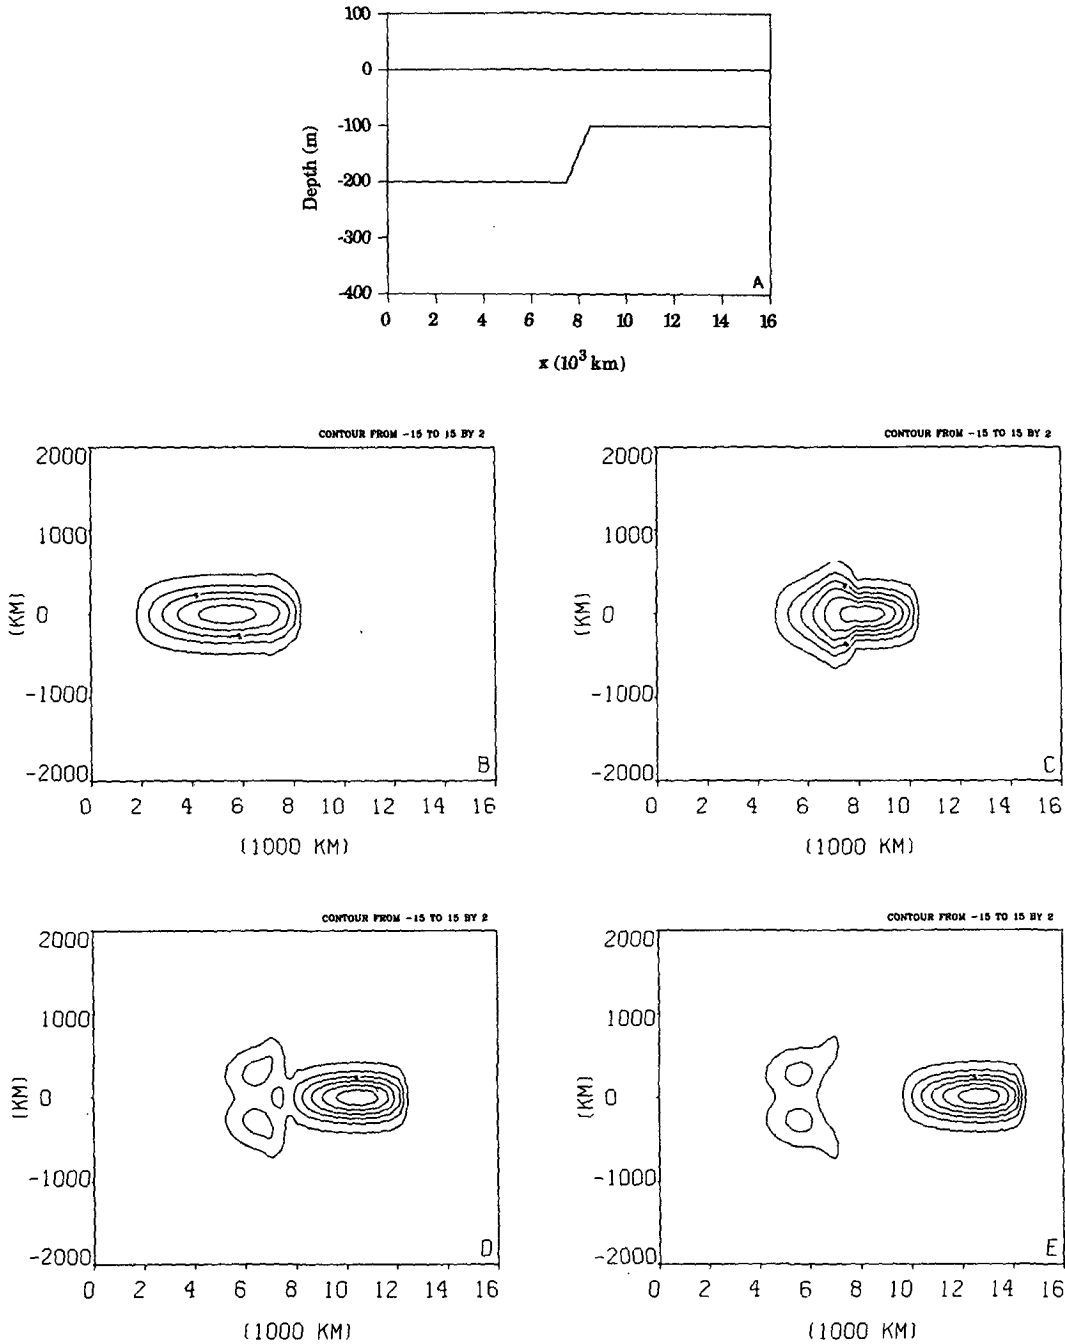 100
0
-100
-200
-300
-400
Depth (m)
A
0 2 4 6 8 10 12 14 16
x (10³ km)
CONTOUR FROM -15 TO 15 BY 2
2000
1000
0
-1000
-2000
(KM)
B
0 2 4 6 8 10 12 14 16
(1000 KM)
CONTOUR FROM -15 TO 15 BY 2
2000
1000
0
-1000
-2000
(KM)
C
0 2 4 6 8 10 12 14 16
(1000 KM)
CONTOUR FROM -15 TO 15 BY 2
2000
1000
0
-1000
-2000
(KM)
D
0 2 4 6 8 10 12 14 16
(1000 KM)
CONTOUR FROM -15 TO 15 BY 2
2000
1000
0
-1000
-2000
(KM)
E
0 2 4 6 8 10 12 14 16
(1000 KM)